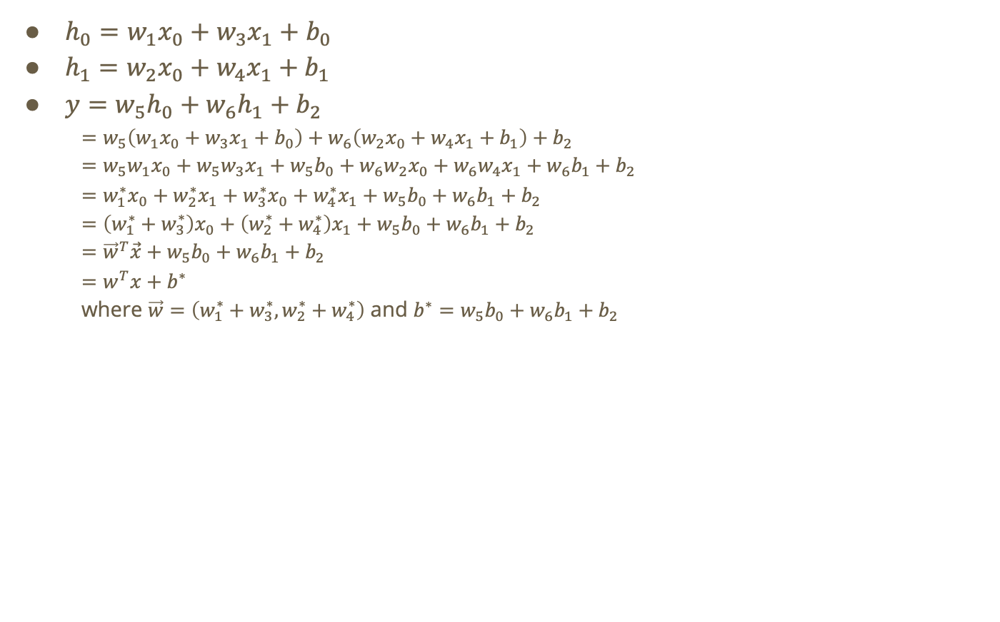 ● h₀ = w₁x₀ + w₃x₁ + b₀
● h₁ = w₂x₀ + w₄x₁ + b₁
● y = w₅h₀ + w₆h₁ + b₂
= w₅(w₁x₀ + w₃x₁ + b₀) + w₆(w₂x₀ + w₄x₁ + b₁) + b₂
= w₅w₁x₀ + w₅w₃x₁ + w₅b₀ + w₆w₂x₀ + w₆w₄x₁ + w₆b₁ + b₂
= w₁*x₀ + w₂*x₁ + w₃*x₀ + w₄*x₁ + w₅b₀ + w₆b₁ + b₂
= (w₁* + w₃*)x₀ + (w₂* + w₄*)x₁ + w₅b₀ + w₆b₁ + b₂
= w⃗ᵀx⃗ + w₅b₀ + w₆b₁ + b₂
= wᵀx + b*
where w⃗ = (w₁* + w₃*, w₂* + w₄*) and b* = w₅b₀ + w₆b₁ + b₂